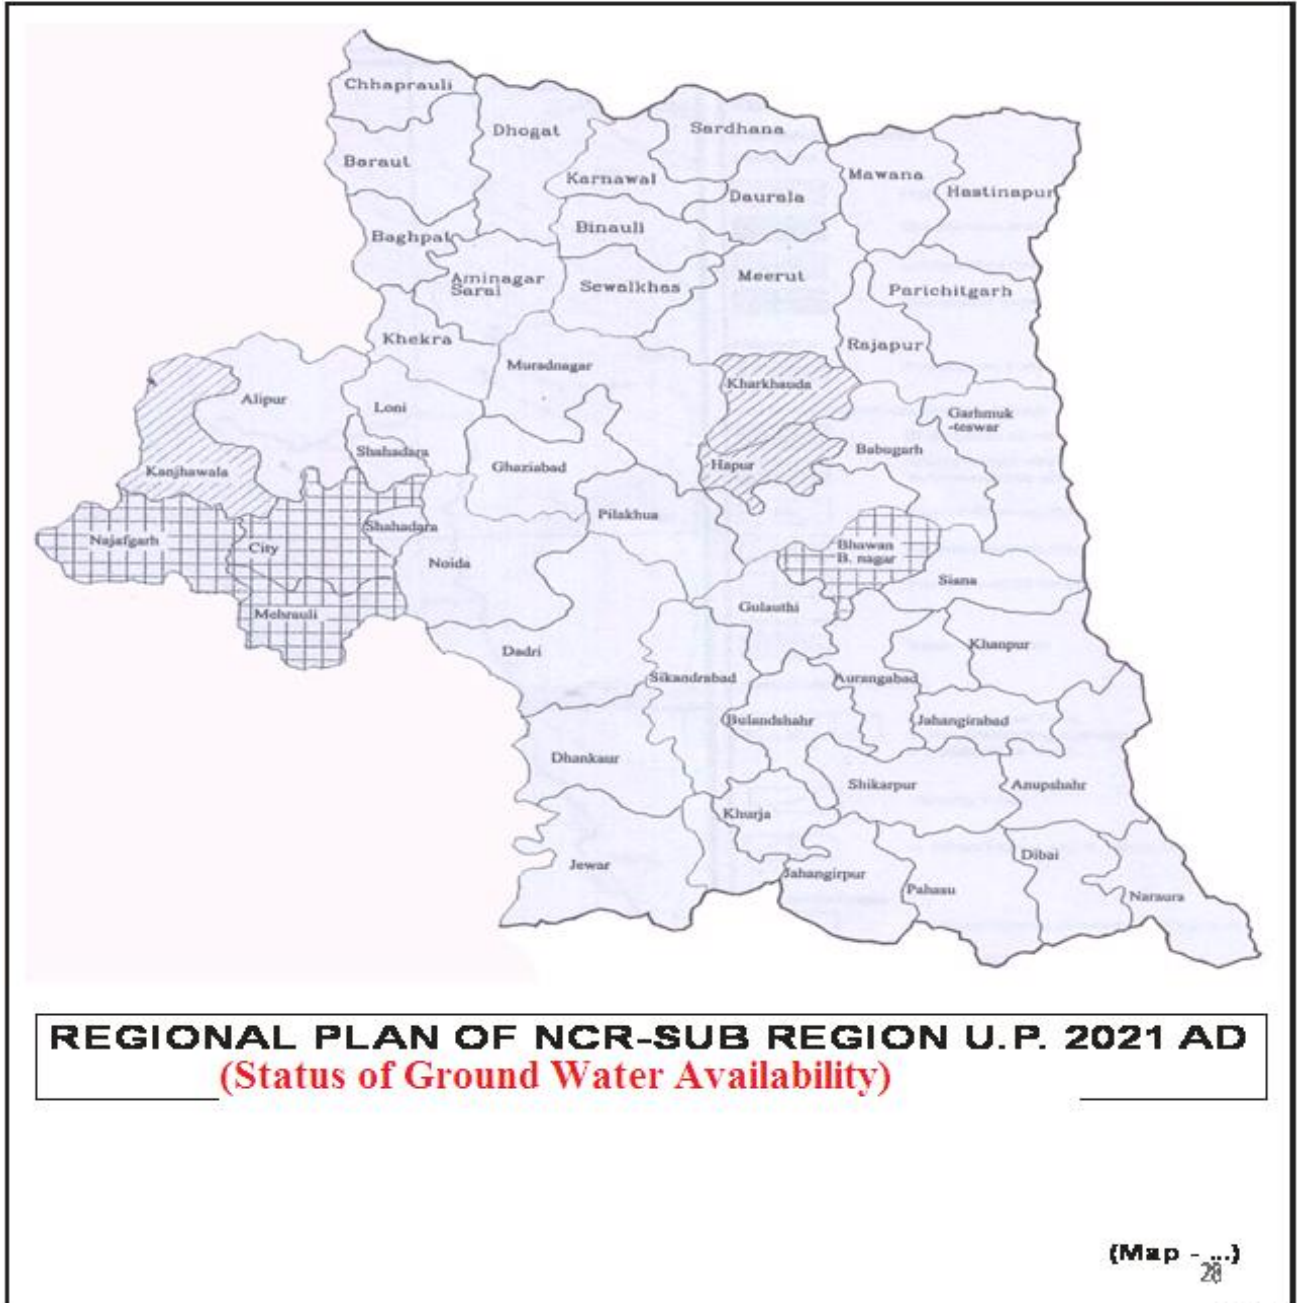 Chhaprauli
Dhogat
Sardhana
Baraut
Karnawal
Daurala
Mawana
Hastinapur
Baghpat
Binauli
Aminagar
Sarai
Sewalkhas
Meerut
Parichitgarh
Khekra
Rajapur
Muradnagar
Kharkhauda
Alipur
Loni
Garhmuk
-teswar
Shahadara
Babugarh
Kanjhawala
Ghaziabad
Hapur
Pilakhua
Shahadara
Najafgarh
City
Bhawan
B. nagar
Noida
Siana
Mehrauli
Gulauthi
Dadri
Khanpur
Sikandrabad
Aurangabad
Bulandshahr
Jahangirabad
Dhankaur
Shikarpur
Anupshahr
Khurja
Jewar
Jahangirpur
Dibai
Pahasu
Naraura
REGIONAL PLAN OF NCR-SUB REGION U.P. 2021 AD
(Status of Ground Water Availability)
(Map - ...)